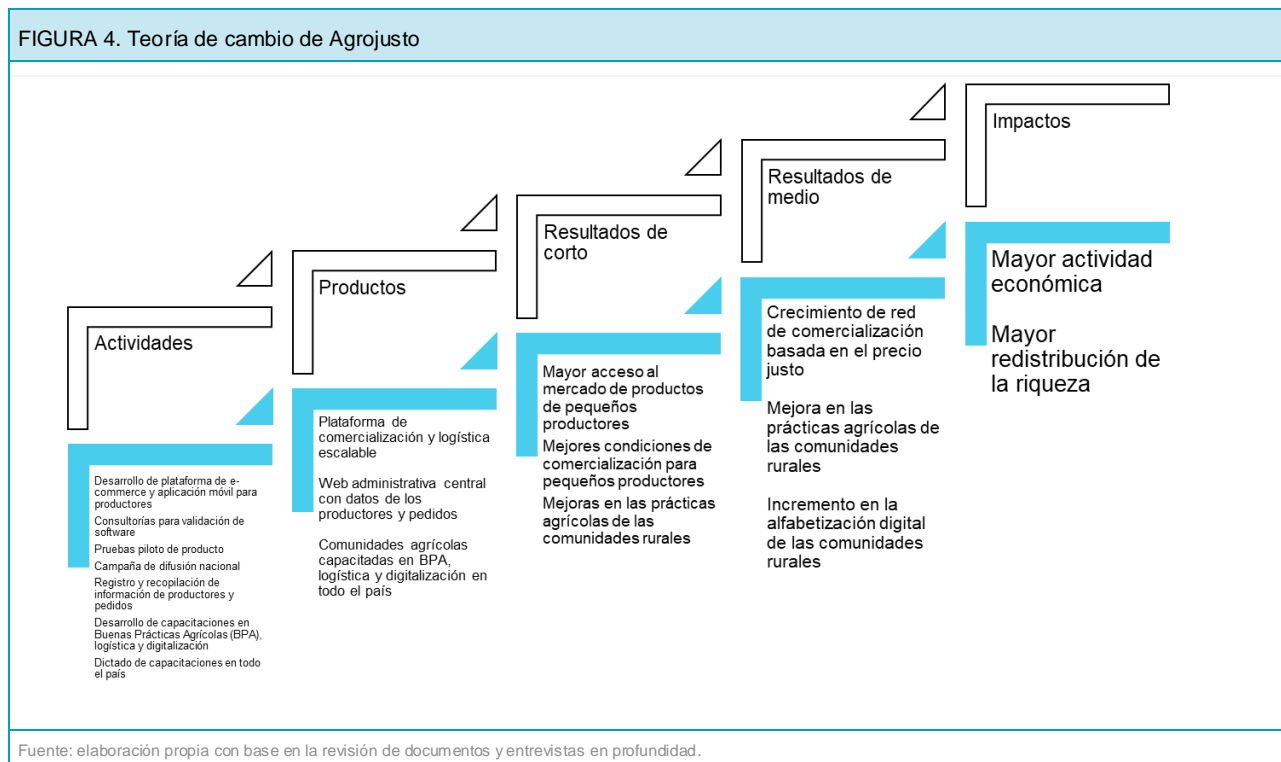 FIGURA 4. Teoría de cambio de Agrojusto
Actividades
Desarrollo de plataforma de e-
commerce y aplicación móvil para
productores
Consultorías para validación de
software
Pruebas piloto de producto
Campaña de difusión nacional
Registro y recopilación de
información de productores y
pedidos
Desarrollo de capacitaciones en
Buenas Prácticas Agrícolas (BPA),
logística y digitalización
Dictado de capacitaciones en todo
el país
Productos
Plataforma de
comercialización y logística
escalable
Web administrativa central
con datos de los
productores y pedidos
Comunidades agrícolas
capacitadas en BPA,
logística y digitalización en
todo el país
Resultados de
corto
Mayor acceso al
mercado de productos
de pequeños
productores
Mejores condiciones de
comercialización para
pequeños productores
Mejoras en las prácticas
agrícolas de las
comunidades rurales
Resultados de
medio
Crecimiento de red
de comercialización
basada en el precio
justo
Mejora en las
prácticas agrícolas de
las comunidades
rurales
Incremento en la
alfabetización digital
de las comunidades
rurales
Impactos
Mayor actividad
económica
Mayor
redistribución de
la riqueza
Fuente: elaboración propia con base en la revisión de documentos y entrevistas en profundidad.